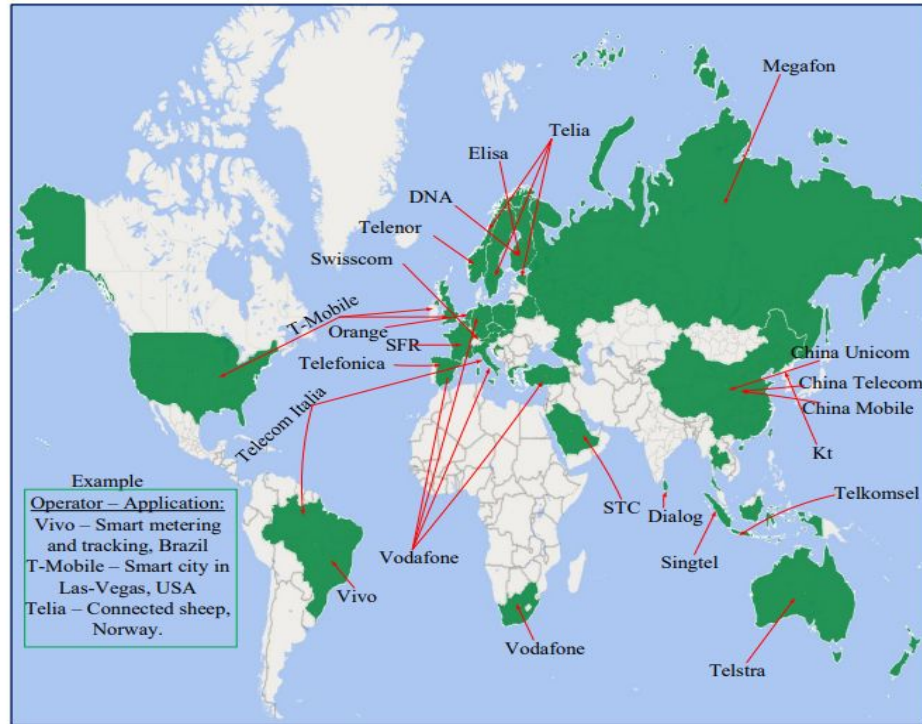 Megafon
Telia
Elisa
DNA
Telenor
Swisscom
T-Mobile
Orange
SFR
Telefonica
Telecom Italia
China Unicom
China Telecom
China Mobile
Kt
Telkomsel
STC
Dialog
Singtel
Vodafone
Vivo
Vodafone
Telstra
Example
Operator – Application:
Vivo – Smart metering
and tracking, Brazil
T-Mobile – Smart city in
Las-Vegas, USA
Telia – Connected sheep,
Norway.